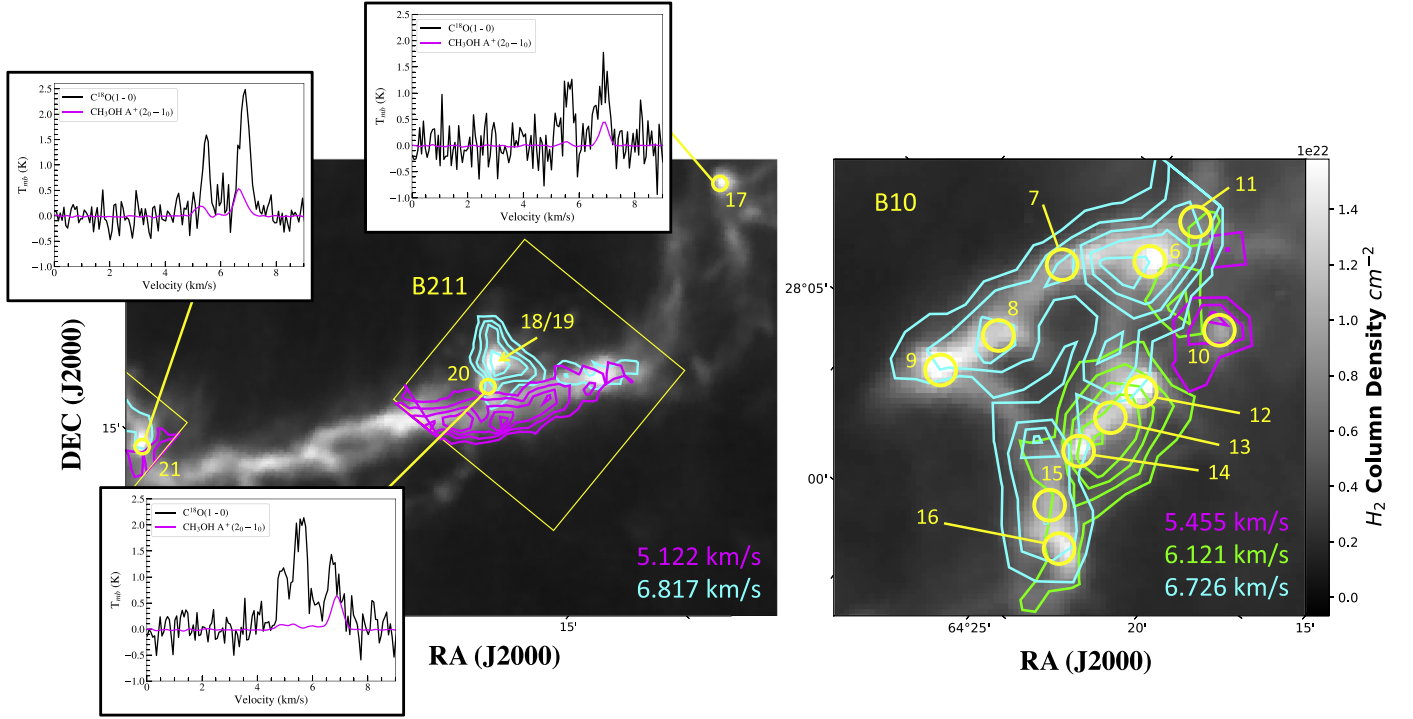 2.5
2.0
1.5
1.0
0.5
0.0
−0.5
−1.0
T_mb (K)
C¹⁸O(1 - 0)
CH₃OH A⁺(2₀−1₀)
0 2 4 6 8
Velocity (km/s)
2.5
2.0
1.5
1.0
0.5
0.0
−0.5
−1.0
T_mb (K)
C¹⁸O(1 - 0)
CH₃OH A⁺(2₀−1₀)
0 2 4 6 8
Velocity (km/s)
17
B211
18/19
20
21
15'
DEC (J2000)
5.122 km/s
6.817 km/s
15'
RA (J2000)
2.5
2.0
1.5
1.0
0.5
0.0
−0.5
−1.0
T_mb (K)
C¹⁸O(1 - 0)
CH₃OH A⁺(2₀−1₀)
0 2 4 6 8
Velocity (km/s)
B10
7
11
6
28°05'
8
9
10
12
13
14
15
00'
16
5.455 km/s
6.121 km/s
6.726 km/s
64°25' 20' 15'
RA (J2000)
1e22
1.4
1.2
1.0
0.8
0.6
0.4
0.2
0.0
H₂ Column Density cm⁻²